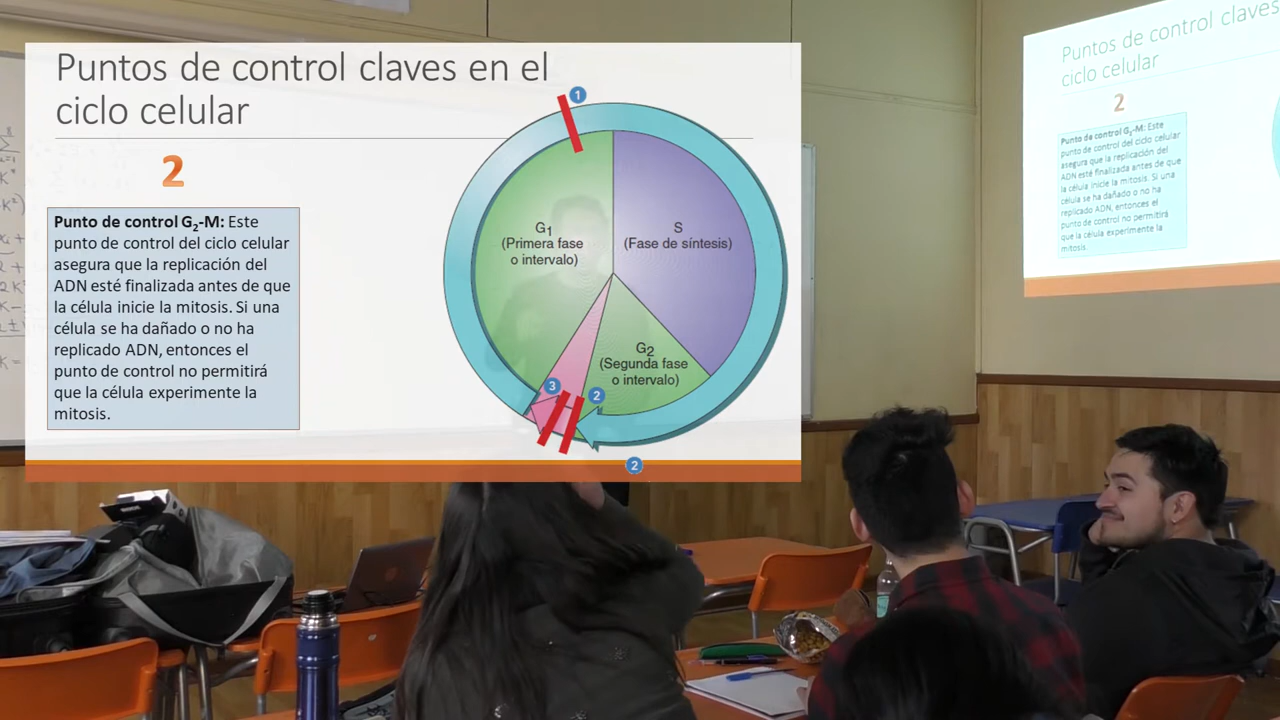 Puntos de control claves en el
ciclo celular
2
Punto de control G₂-M: Este
punto de control del ciclo celular
asegura que la replicación del
ADN esté finalizada antes de que
la célula inicie la mitosis. Si una
célula se ha dañado o no ha
replicado ADN, entonces el
punto de control no permitirá
que la célula experimente la
mitosis.
1
G₁
(Primera fase
o intervalo)
S
(Fase de síntesis)
G₂
(Segunda fase
o intervalo)
3
2
2
Puntos de control claves
ciclo celular
2
Punto de control G₂-M: Este
punto de control del ciclo celular
asegura que la replicación del
ADN esté finalizada antes de que
la célula inicie la mitosis. Si una
célula se ha dañado o no ha
replicado ADN, entonces el
punto de control no permitirá
que la célula experimente la
mitosis.